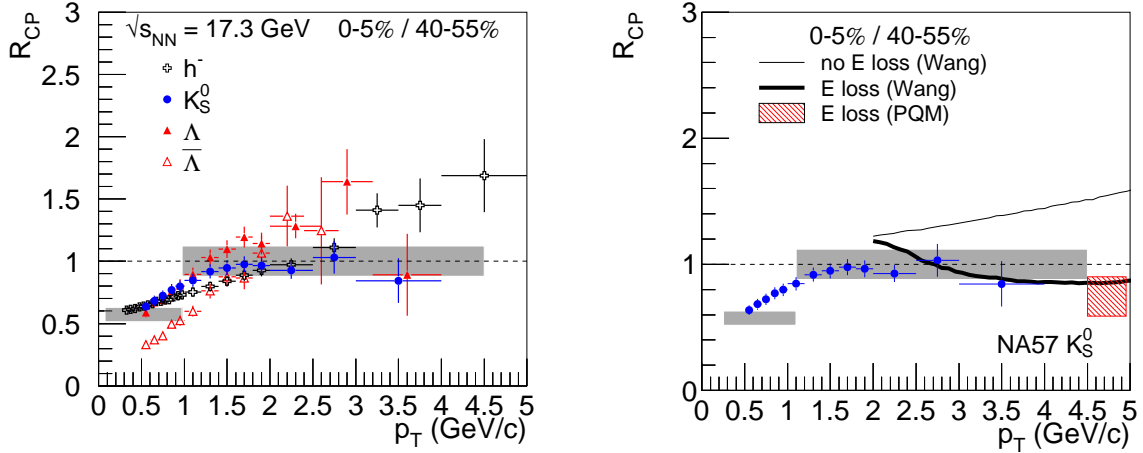 √s_NN = 17.3 GeV 0-5% / 40-55%
h⁻
K⁰_S
Λ
Λ̅
R_CP
3
2.5
2
1.5
1
0.5
0
0 0.5 1 1.5 2 2.5 3 3.5 4 4.5 5
p_T (GeV/c)
0-5% / 40-55%
no E loss (Wang)
E loss (Wang)
E loss (PQM)
NA57 K⁰_S
R_CP
3
2
1
0
0 0.5 1 1.5 2 2.5 3 3.5 4 4.5 5
p_T (GeV/c)